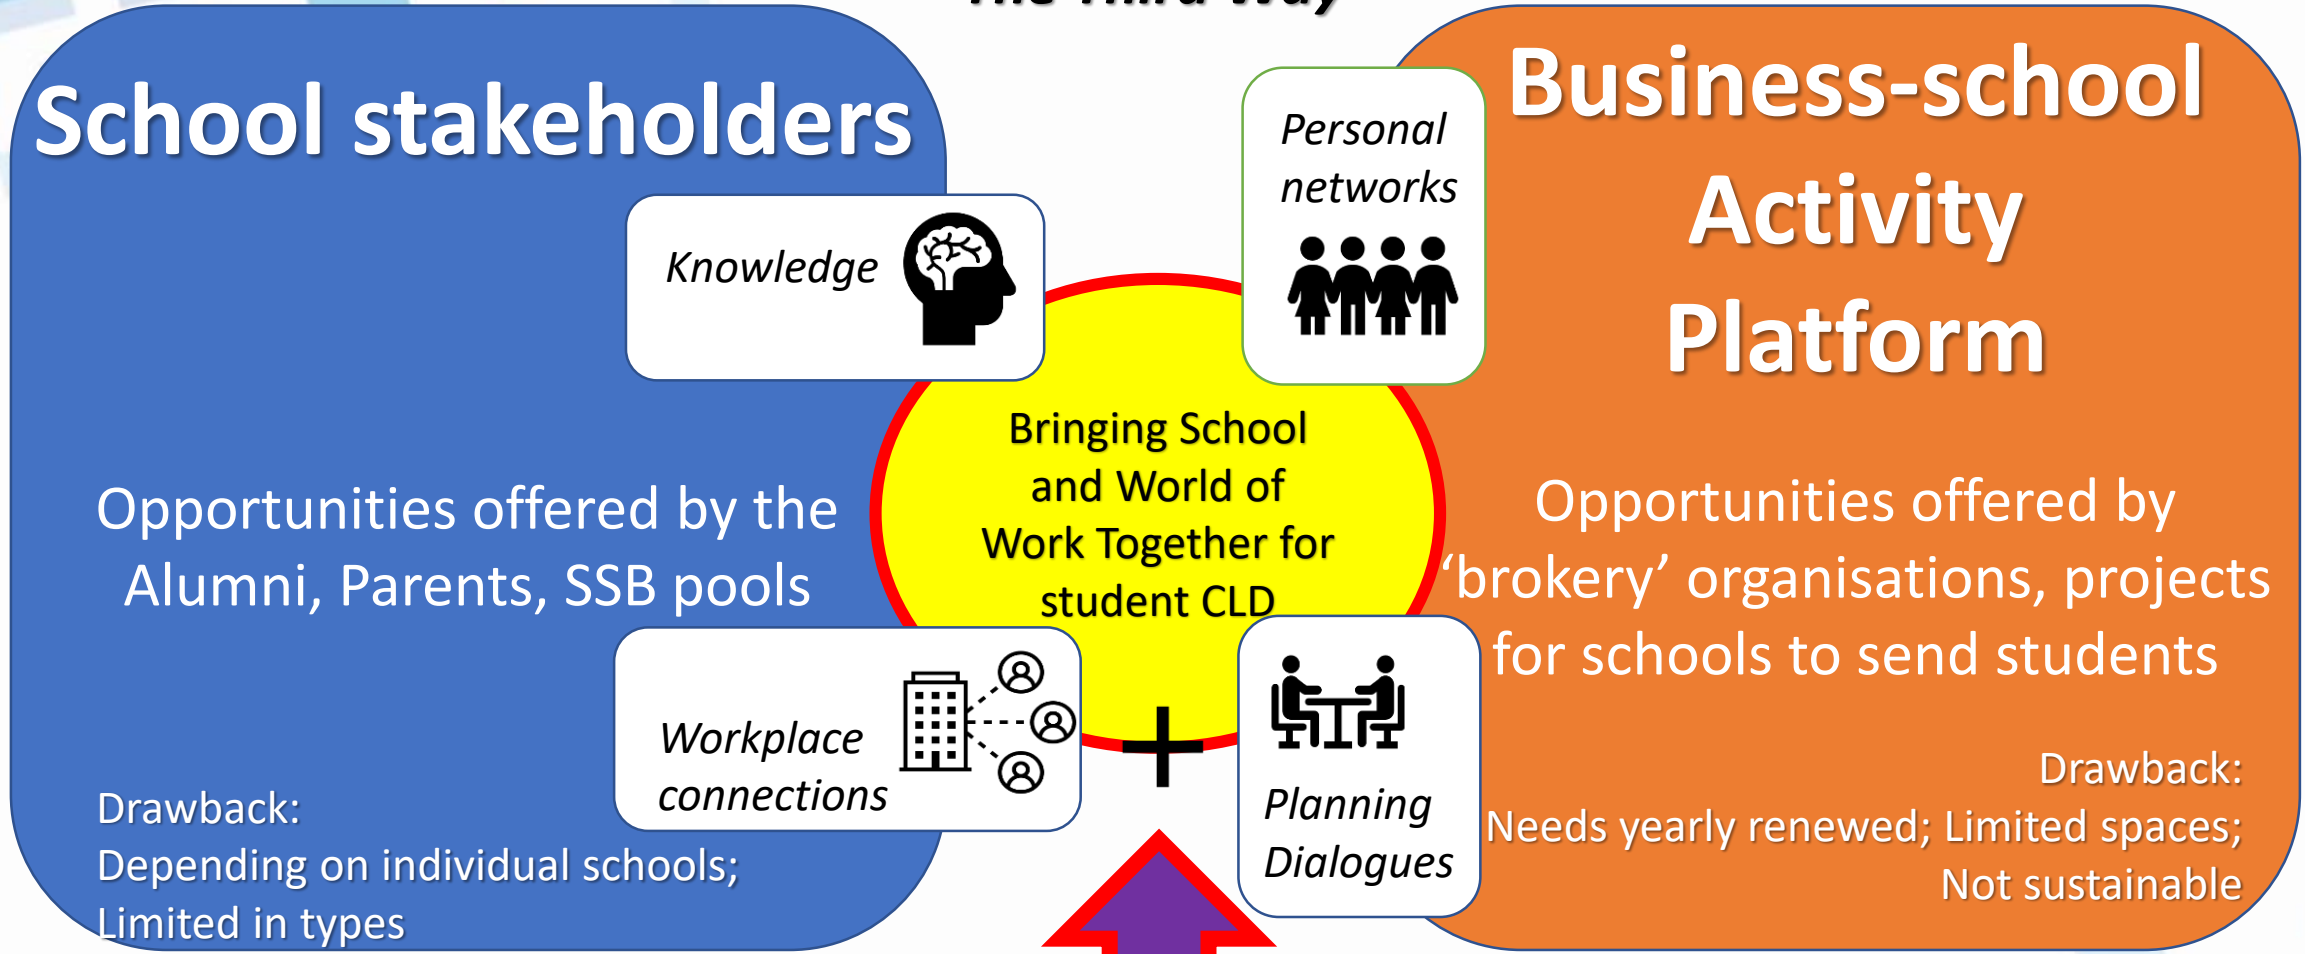 The Third Way
School stakeholders
Knowledge
Opportunities offered by the
Alumni, Parents, SSB pools
Workplace
connections
Drawback:
Depending on individual schools;
Limited in types
Bringing School
and World of
Work Together for
student CLD
+
Personal
networks
Planning
Dialogues
Business-school
Activity
Platform
Opportunities offered by
‘brokery’ organisations, projects
for schools to send students
Drawback:
Needs yearly renewed; Limited spaces;
Not sustainable